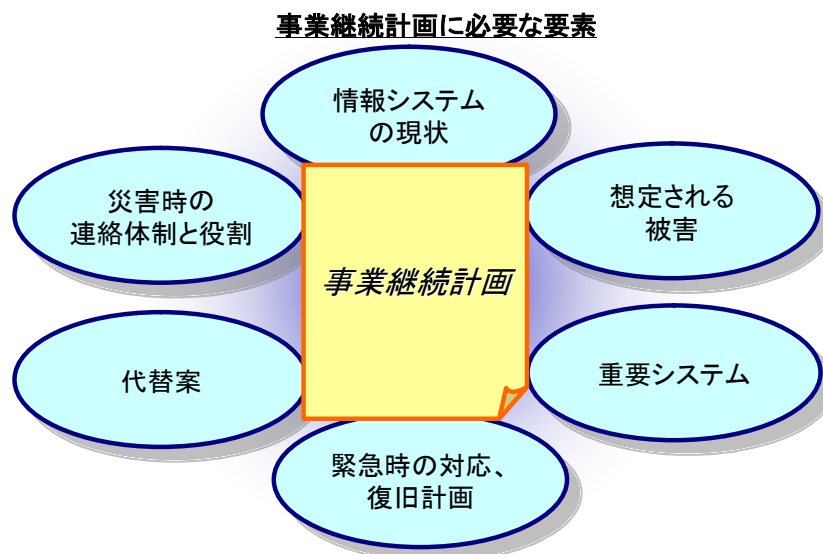 事業継続計画に必要な要素
情報システム
の現状
災害時の
連絡体制と役割
想定される
被害
事業継続計画
代替案
重要システム
緊急時の対応、
復旧計画